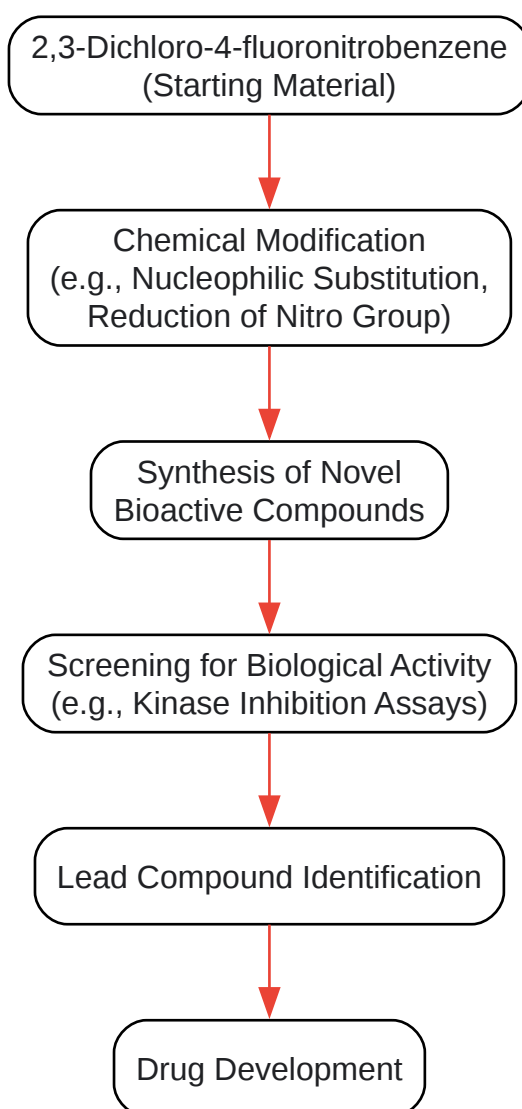 2,3-Dichloro-4-fluoronitrobenzene
(Starting Material)
Chemical Modification
(e.g., Nucleophilic Substitution,
Reduction of Nitro Group)
Synthesis of Novel
Bioactive Compounds
Screening for Biological Activity
(e.g., Kinase Inhibition Assays)
Lead Compound Identification
Drug Development